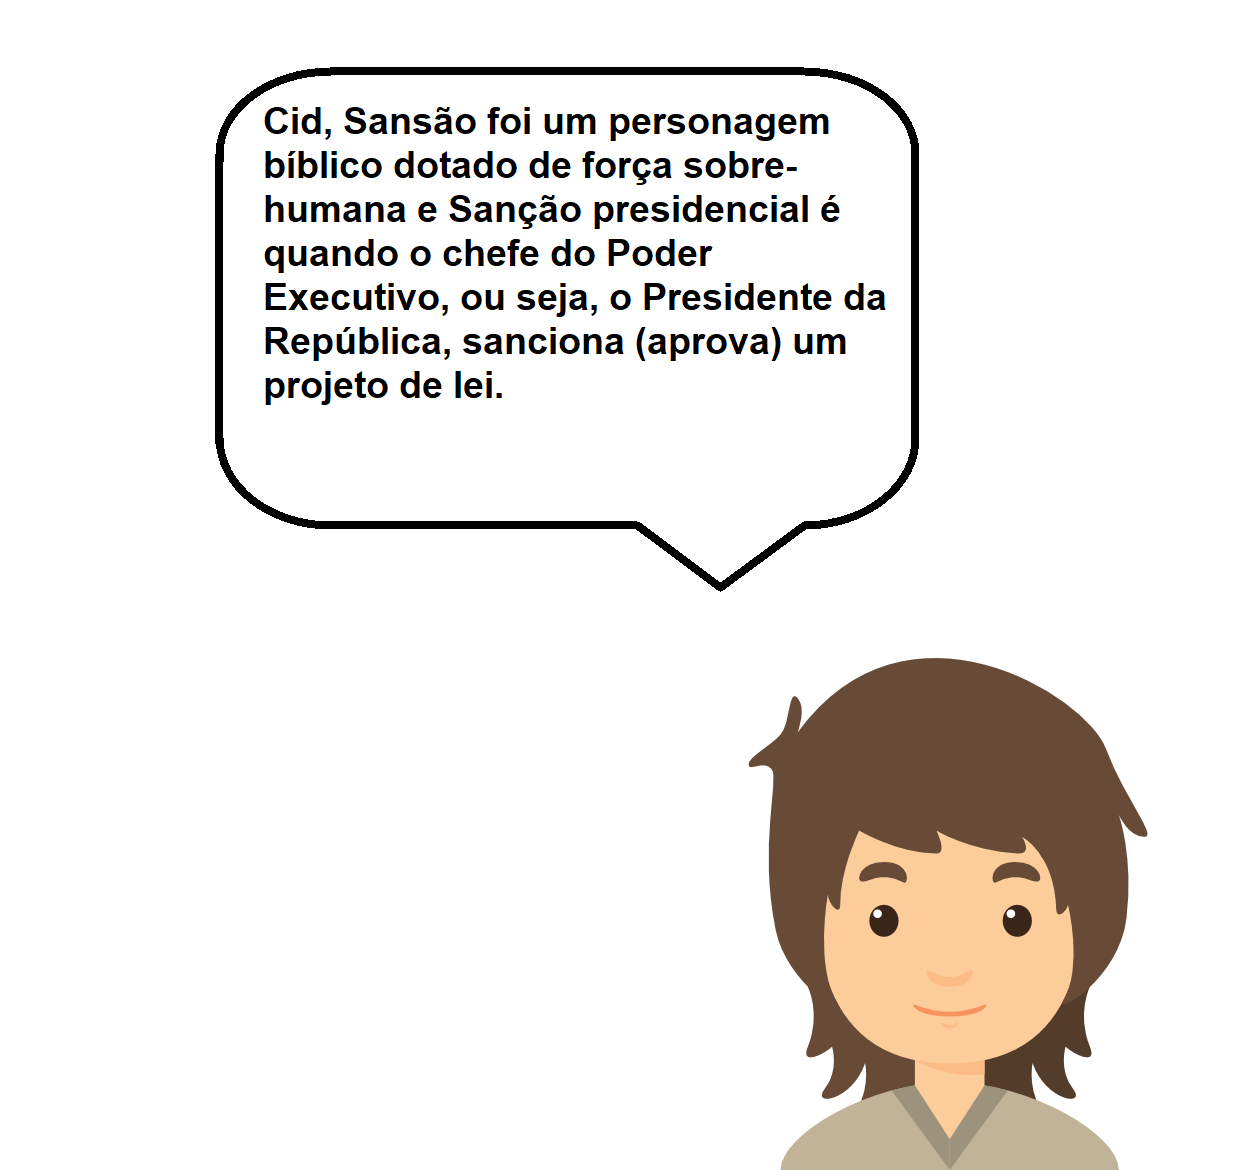 Cid, Sansão foi um personagem
bíblico dotado de força sobre-
humana e Sanção presidencial é
quando o chefe do Poder
Executivo, ou seja, o Presidente da
República, sanciona (aprova) um
projeto de lei.